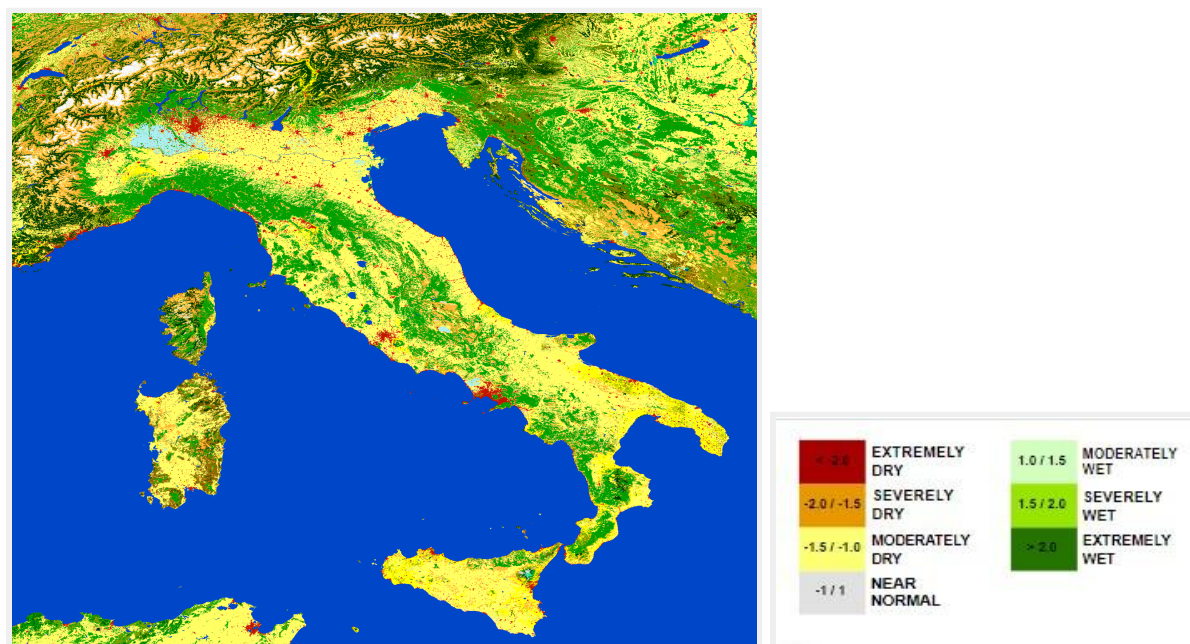 < -2.0 EXTREMELY DRY
-2.0 / -1.5 SEVERELY DRY
-1.5 / -1.0 MODERATELY DRY
-1 / 1 NEAR NORMAL
1.0 / 1.5 MODERATELY WET
1.5 / 2.0 SEVERELY WET
> 2.0 EXTREMELY WET